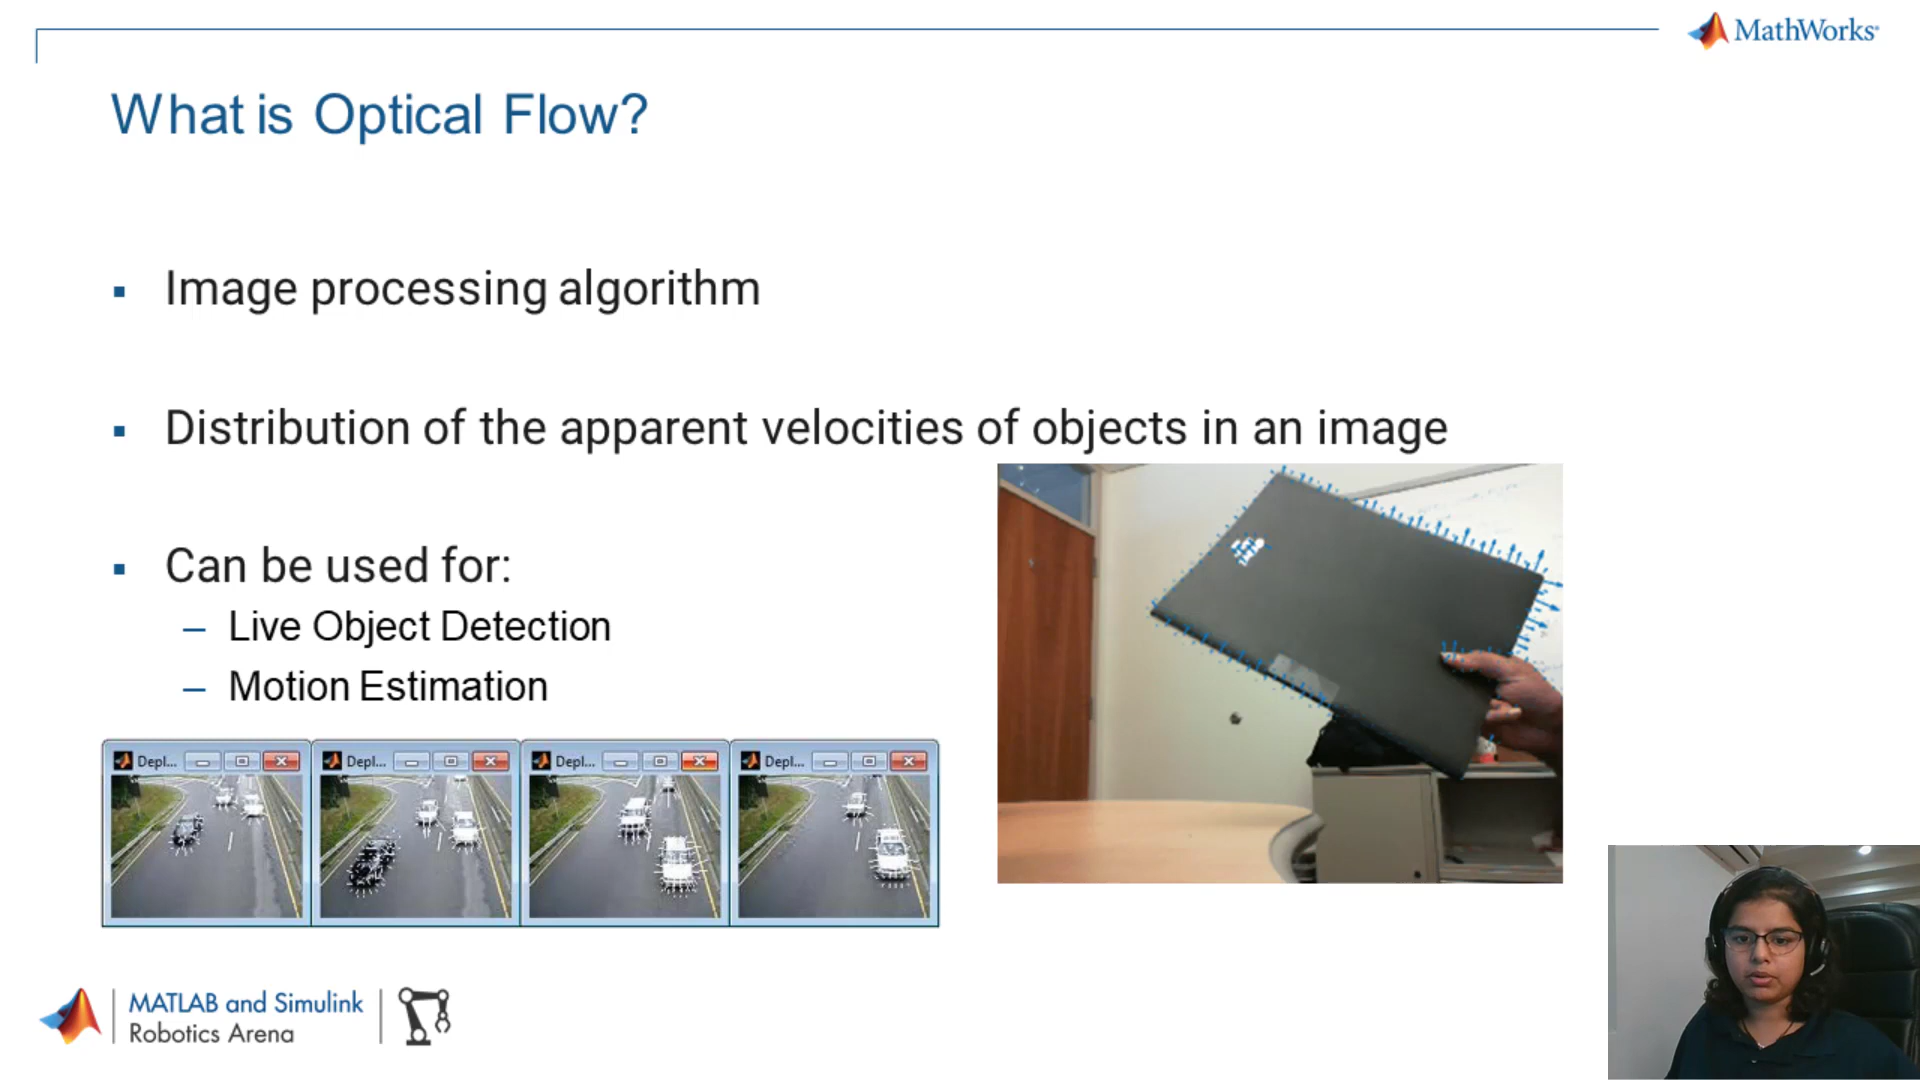 MathWorks®
What is Optical Flow?
▪ Image processing algorithm
▪ Distribution of the apparent velocities of objects in an image
▪ Can be used for:
– Live Object Detection
– Motion Estimation
Depl... Depl... Depl... Depl...
MATLAB and Simulink
Robotics Arena